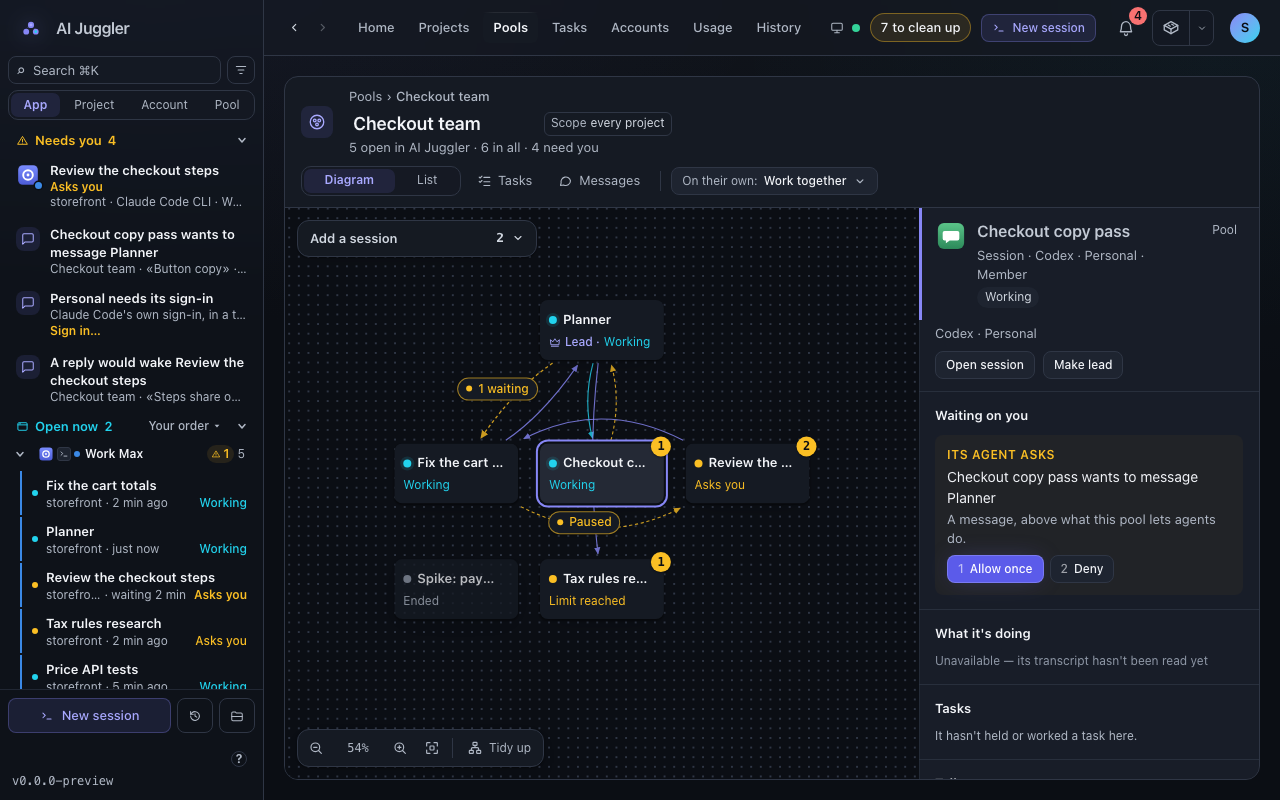 AI Juggler
Search ⌘K
App Project Account Pool
Needs you 4
Review the checkout steps
Asks you
storefront · Claude Code CLI · W…
Checkout copy pass wants to
message Planner
Checkout team · «Button copy» ·…
Personal needs its sign-in
Claude Code's own sign-in, in a t…
Sign in…
A reply would wake Review the
checkout steps
Checkout team · «Steps share o…
Open now 2 Your order
Work Max 1 5
Fix the cart totals
storefront · 2 min ago Working
Planner
storefront · just now Working
Review the checkout steps
storefro… · waiting 2 min Asks you
Tax rules research
storefront · 2 min ago Asks you
Price API tests
storefront · 5 min ago Working
New session
?
v0.0.0-preview
Home Projects Pools Tasks Accounts Usage History 7 to clean up New session 4 S
Pools › Checkout team
Checkout team Scope every project
5 open in AI Juggler · 6 in all · 4 need you
Diagram List Tasks Messages On their own: Work together
Add a session 2
Planner
Lead · Working
1 waiting
Fix the cart …
Working
Checkout c… 1
Working
Review the … 2
Asks you
Paused
Spike: pay…
Ended
Tax rules re… 1
Limit reached
54% Tidy up
Checkout copy pass Pool
Session · Codex · Personal ·
Member
Working
Codex · Personal
Open session Make lead
Waiting on you
ITS AGENT ASKS
Checkout copy pass wants to message
Planner
A message, above what this pool lets agents
do.
1 Allow once 2 Deny
What it's doing
Unavailable — its transcript hasn't been read yet
Tasks
It hasn't held or worked a task here.